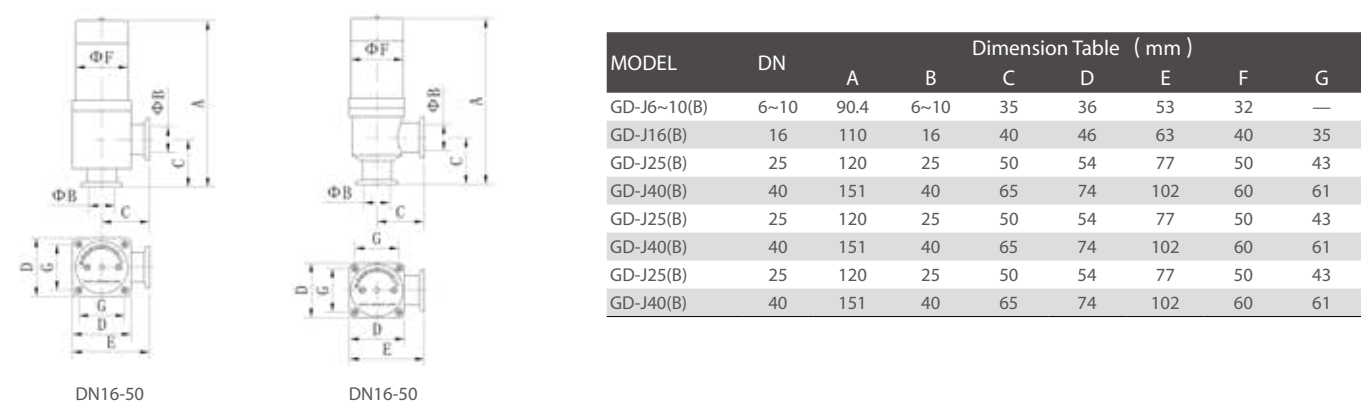 ΦF
A
ΦB
C
ΦB
C
D
G
G
D
E
DN16-50
ΦF
A
ΦB
C
ΦB
C
G
D
G
D
E
DN16-50
MODEL DN Dimension Table （mm）
A B C D E F G
GD-J6~10(B) 6~10 90.4 6~10 35 36 53 32 —
GD-J16(B) 16 110 16 40 46 63 40 35
GD-J25(B) 25 120 25 50 54 77 50 43
GD-J40(B) 40 151 40 65 74 102 60 61
GD-J25(B) 25 120 25 50 54 77 50 43
GD-J40(B) 40 151 40 65 74 102 60 61
GD-J25(B) 25 120 25 50 54 77 50 43
GD-J40(B) 40 151 40 65 74 102 60 61